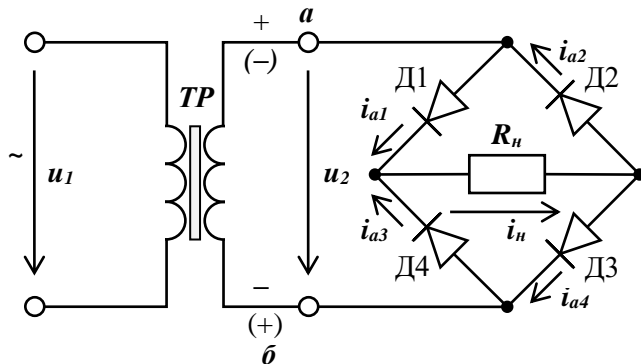 + а
(–)
Д1 Д2
i_a1 i_a2
ТР
R_н
~ u_1 u_2
i_a3 i_н
Д4 Д3
i_a4
–
(+)
б